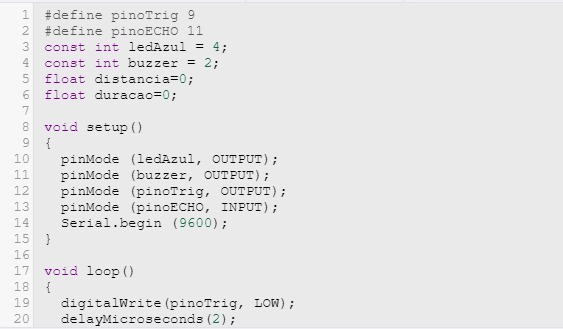 1 #define pinoTrig 9
2 #define pinoECHO 11
3 const int ledAzul = 4;
4 const int buzzer = 2;
5 float distancia=0;
6 float duracao=0;
7
8 void setup()
9 {
10 pinMode (ledAzul, OUTPUT);
11 pinMode (buzzer, OUTPUT);
12 pinMode (pinoTrig, OUTPUT);
13 pinMode (pinoECHO, INPUT);
14 Serial.begin (9600);
15 }
16
17 void loop()
18 {
19 digitalWrite(pinoTrig, LOW);
20 delayMicroseconds(2);